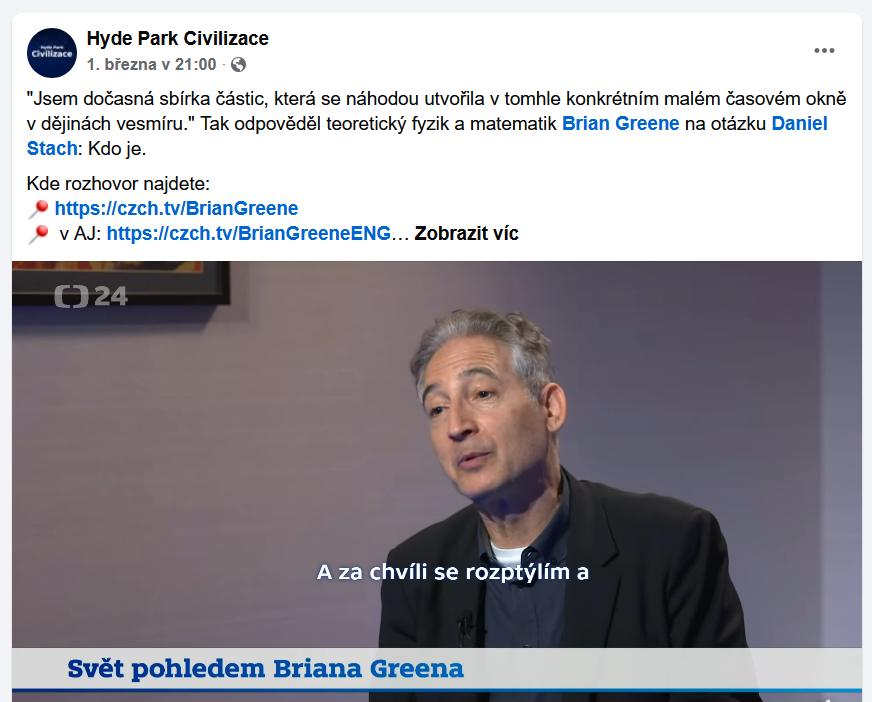 Hyde Park
Civilizace
Hyde Park Civilizace
1. března v 21:00 ·
"Jsem dočasná sbírka částic, která se náhodou utvořila v tomhle konkrétním malém časovém okně
v dějinách vesmíru." Tak odpověděl teoretický fyzik a matematik Brian Greene na otázku Daniel
Stach: Kdo je.
Kde rozhovor najdete:
https://czch.tv/BrianGreene
v AJ: https://czch.tv/BrianGreeneENG… Zobrazit víc
24
A za chvíli se rozptýlím a
Svět pohledem Briana Greena